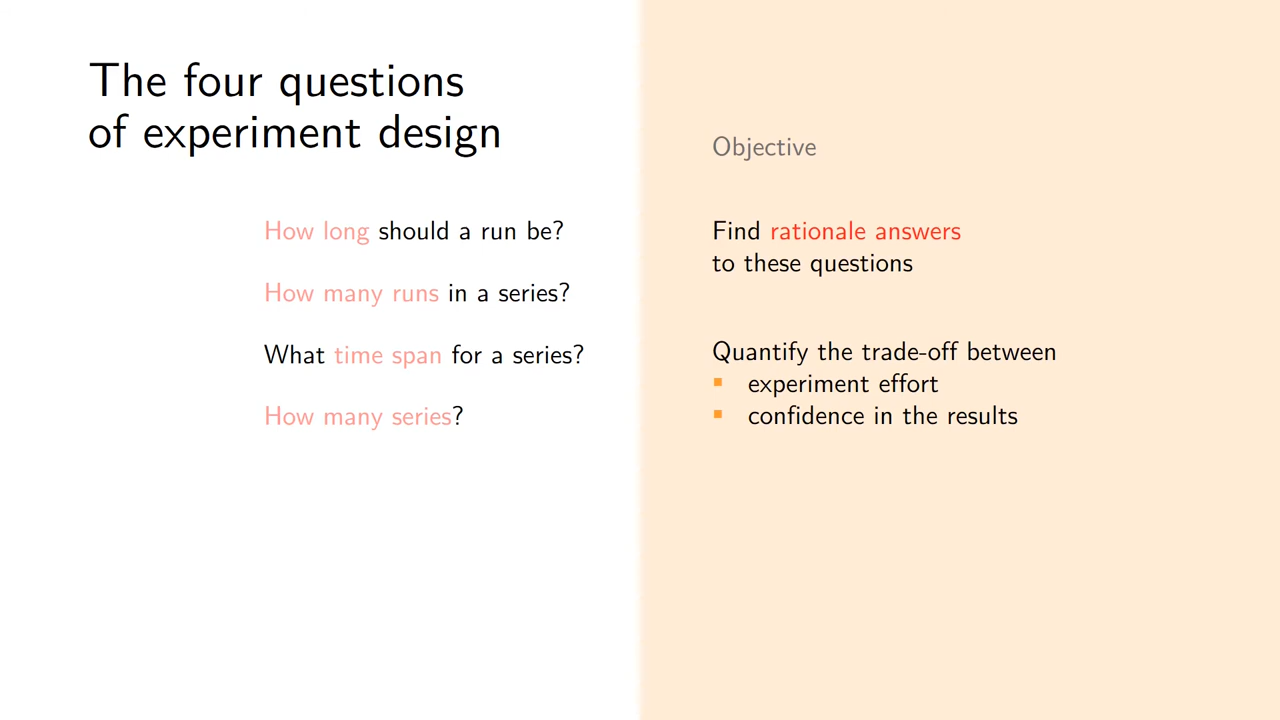 The four questions
of experiment design
How long should a run be?
How many runs in a series?
What time span for a series?
How many series?
Objective
Find rationale answers
to these questions
Quantify the trade-off between
▪ experiment effort
▪ confidence in the results